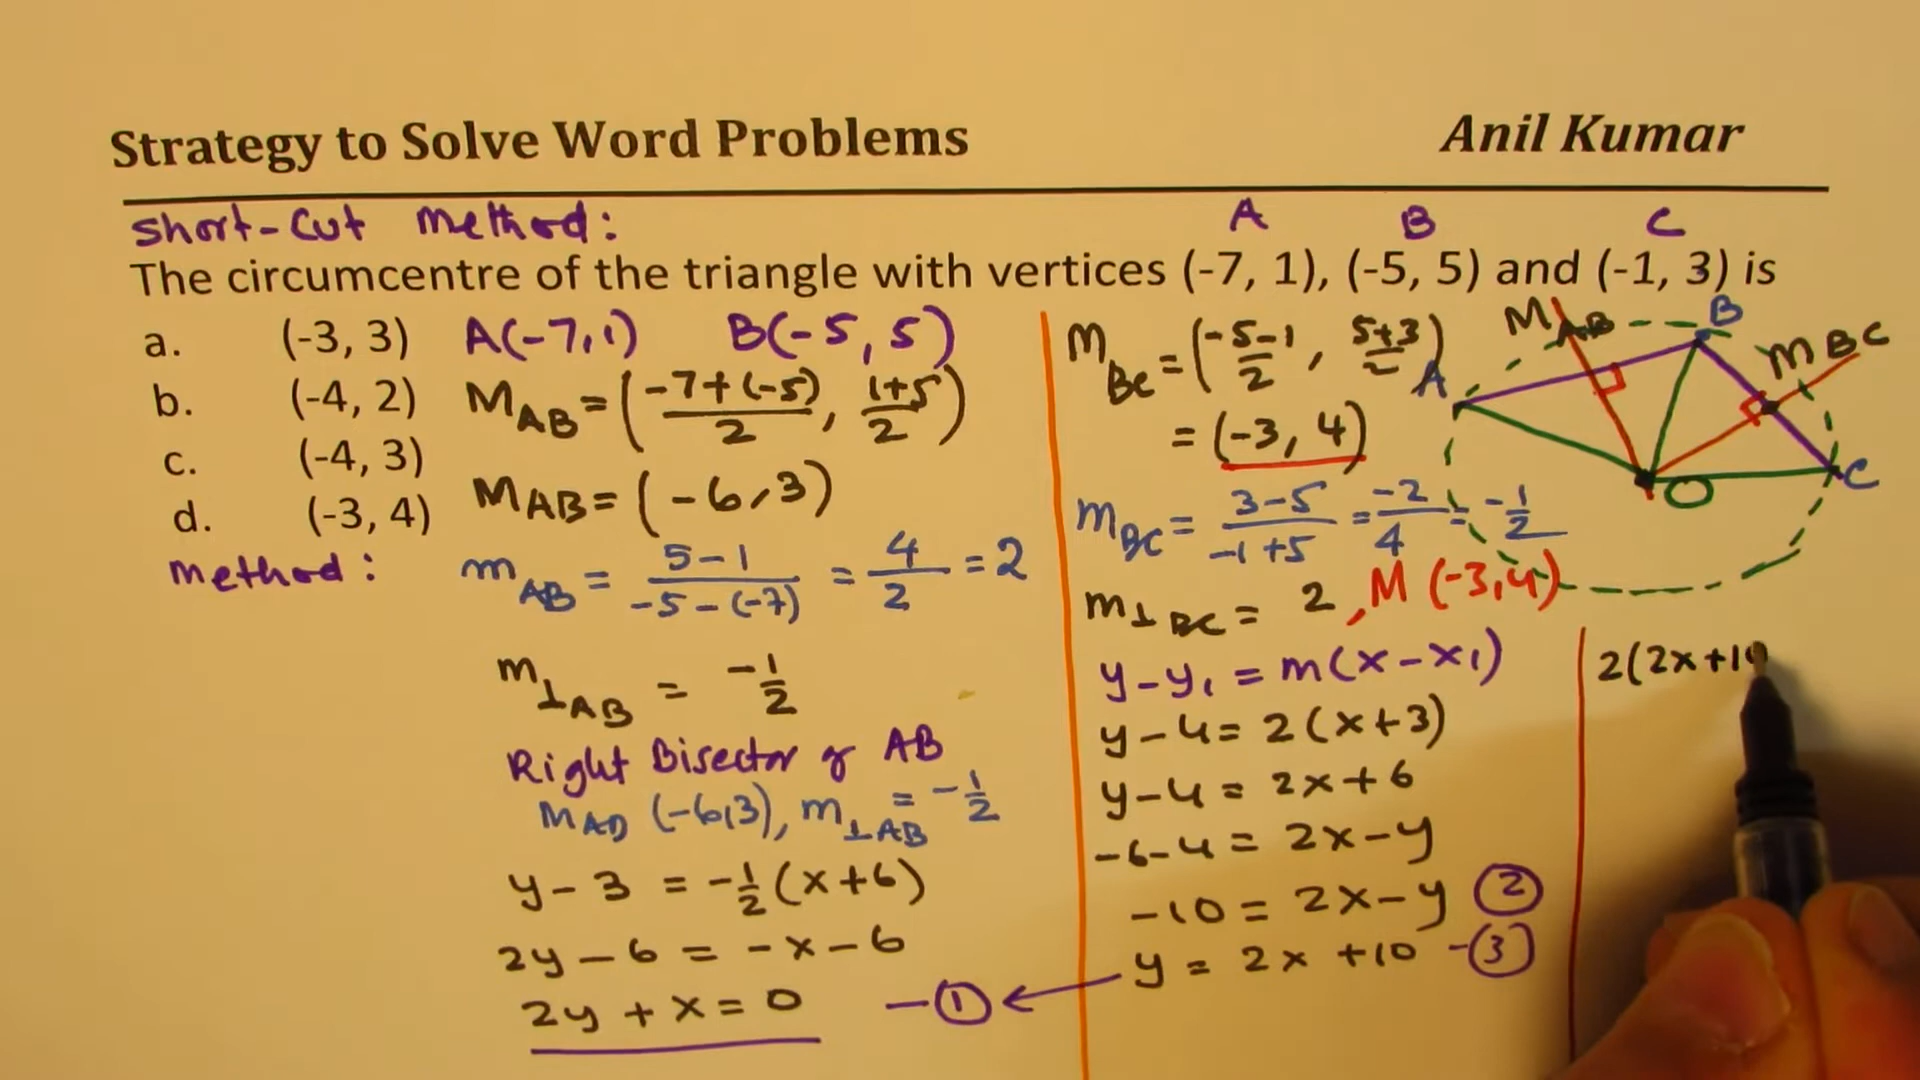 Strategy to Solve Word Problems
Anil Kumar
Short-Cut Method:
A B C
The circumcentre of the triangle with vertices (-7, 1), (-5, 5) and (-1, 3) is
a. (-3, 3)
b. (-4, 2)
c. (-4, 3)
d. (-3, 4)
Method:
A(-7,1) B(-5,5)
M_AB = (-7+(-5)/2, 1+5/2)
M_AB = (-6,3)
m_AB = 5-1/-5-(-7) = 4/2 = 2
m_⊥AB = -1/2
Right Bisector of AB
M_AD (-6,3), m_⊥AB = -1/2
y-3 = -1/2(x+6)
2y-6 = -x-6
2y+x=0 -①
M_BC = (-5-1/2, 5+3/2)
= (-3, 4)
m_BC = 3-5/-1+5 = -2/4 = -1/2
m_⊥BC = 2, M(-3,4)
y-y₁ = m(x-x₁)
y-4 = 2(x+3)
y-4 = 2x+6
-6-4 = 2x-y
-10 = 2x-y ②
y = 2x+10 -③
M_AB
B
M BC
A
O
C
2(2x+10